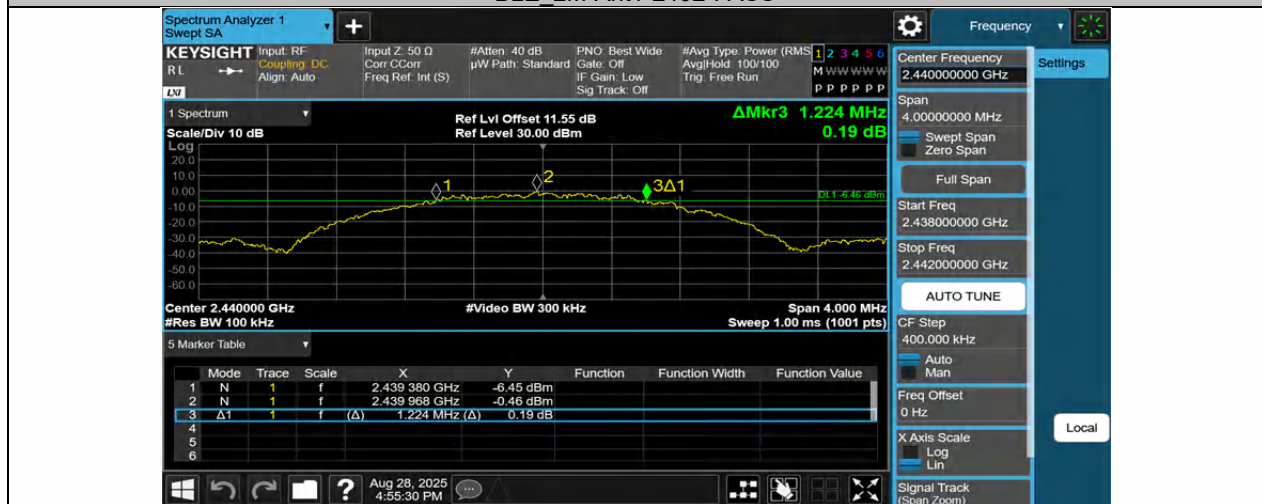 Spectrum Analyzer 1
Swept SA
+
Frequency
KEYSIGHT
R L
LXI
Input: RF
Coupling: DC
Align: Auto
Input Z: 50 Ω
Corr CCorr
Freq Ref: Int (S)
#Atten: 40 dB
µW Path: Standard
PNO: Best Wide
Gate: Off
IF Gain: Low
Sig Track: Off
#Avg Type: Power (RMS
Avg|Hold: 100/100
Trig: Free Run
1 2 3 4 5 6
M W W W W W
P P P P P P
1 Spectrum
Scale/Div 10 dB
Log
Ref Lvl Offset 11.55 dB
Ref Level 30.00 dBm
ΔMkr3 1.224 MHz
0.19 dB
20.0
10.0
0.00
-10.0
-20.0
-30.0
-40.0
-50.0
-60.0
1
2
3Δ1
DL1 -6.46 dBm
Center 2.440000 GHz
#Res BW 100 kHz
#Video BW 300 kHz
Span 4.000 MHz
Sweep 1.00 ms (1001 pts)
5 Marker Table
Mode Trace Scale X Y Function Function Width Function Value
1 N 1 f 2.439 380 GHz -6.45 dBm
2 N 1 f 2.439 968 GHz -0.46 dBm
3 Δ1 1 f (Δ) 1.224 MHz (Δ) 0.19 dB
4
5
6
?
Aug 28, 2025
4:55:30 PM
Center Frequency
2.440000000 GHz
Span
4.00000000 MHz
Swept Span
Zero Span
Full Span
Start Freq
2.438000000 GHz
Stop Freq
2.442000000 GHz
AUTO TUNE
CF Step
400.000 kHz
Auto
Man
Freq Offset
0 Hz
X Axis Scale
Log
Lin
Signal Track
(Span Zoom)
Settings
Local